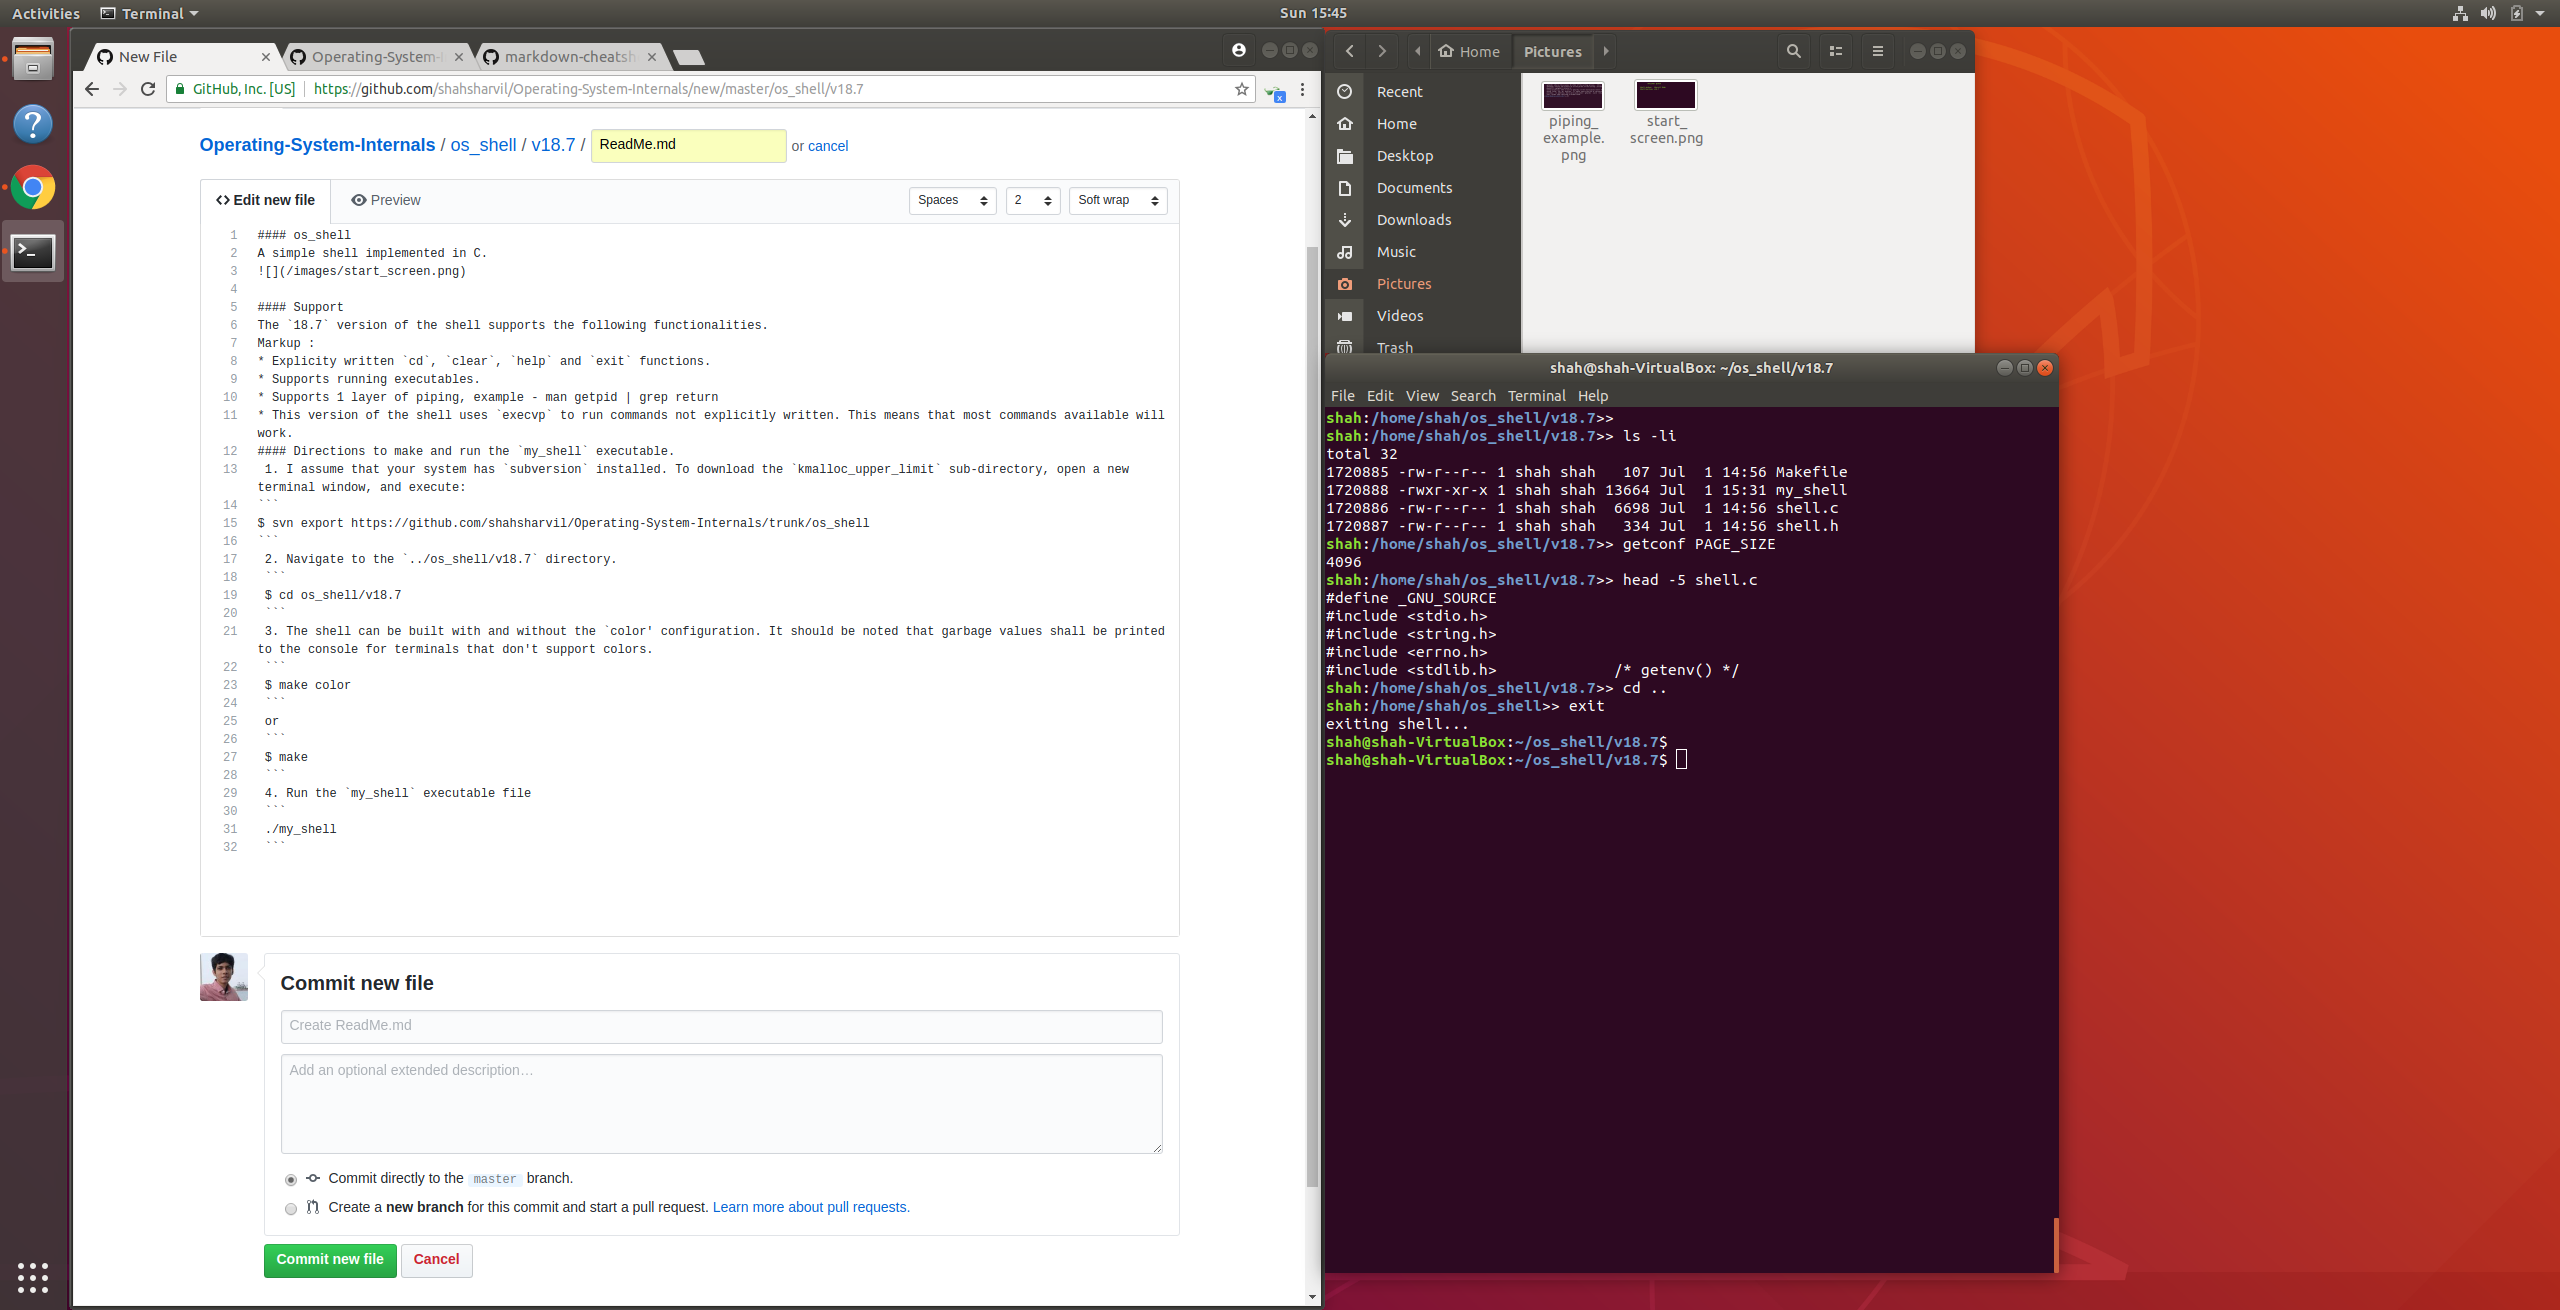 Activities
Terminal
Sun 15:45
New File
Operating-System-I
markdown-cheatsh
GitHub, Inc. [US]
https://github.com/shahsharvil/Operating-System-Internals/new/master/os_shell/v18.7
Operating-System-Internals / os_shell / v18.7 / ReadMe.md or cancel
Edit new file
Preview
Spaces
2
Soft wrap
1 #### os_shell
2 A simple shell implemented in C.
3 ![](/images/start_screen.png)
4
5 #### Support
6 The `18.7` version of the shell supports the following functionalities.
7 Markup :
8 * Explicity written `cd`, `clear`, `help` and `exit` functions.
9 * Supports running executables.
10 * Supports 1 layer of piping, example - man getpid | grep return
11 * This version of the shell uses `execvp` to run commands not explicitly written. This means that most commands available will
work.
12 #### Directions to make and run the `my_shell` executable.
13 1. I assume that your system has `subversion` installed. To download the `kmalloc_upper_limit` sub-directory, open a new
terminal window, and execute:
14 ```
15 $ svn export https://github.com/shahsharvil/Operating-System-Internals/trunk/os_shell
16 ```
17 2. Navigate to the `../os_shell/v18.7` directory.
18 ```
19 $ cd os_shell/v18.7
20 ```
21 3. The shell can be built with and without the `color' configuration. It should be noted that garbage values shall be printed
to the console for terminals that don't support colors.
22 ```
23 $ make color
24 ```
25 or
26 ```
27 $ make
28 ```
29 4. Run the `my_shell` executable file
30 ```
31 ./my_shell
32 ```
Commit new file
Create ReadMe.md
Add an optional extended description…
Commit directly to the master branch.
Create a new branch for this commit and start a pull request. Learn more about pull requests.
Commit new file
Cancel
Home
Pictures
Recent
Home
Desktop
Documents
Downloads
Music
Pictures
Videos
Trash
piping_
example.
png
start_
screen.png
shah@shah-VirtualBox: ~/os_shell/v18.7
File Edit View Search Terminal Help
shah:/home/shah/os_shell/v18.7>>
shah:/home/shah/os_shell/v18.7>> ls -li
total 32
1720885 -rw-r--r-- 1 shah shah   107 Jul  1 14:56 Makefile
1720888 -rwxr-xr-x 1 shah shah 13664 Jul  1 15:31 my_shell
1720886 -rw-r--r-- 1 shah shah  6698 Jul  1 14:56 shell.c
1720887 -rw-r--r-- 1 shah shah   334 Jul  1 14:56 shell.h
shah:/home/shah/os_shell/v18.7>> getconf PAGE_SIZE
4096
shah:/home/shah/os_shell/v18.7>> head -5 shell.c
#define _GNU_SOURCE
#include <stdio.h>
#include <string.h>
#include <errno.h>
#include <stdlib.h>             /* getenv() */
shah:/home/shah/os_shell/v18.7>> cd ..
shah:/home/shah/os_shell>> exit
exiting shell...
shah@shah-VirtualBox:~/os_shell/v18.7$
shah@shah-VirtualBox:~/os_shell/v18.7$